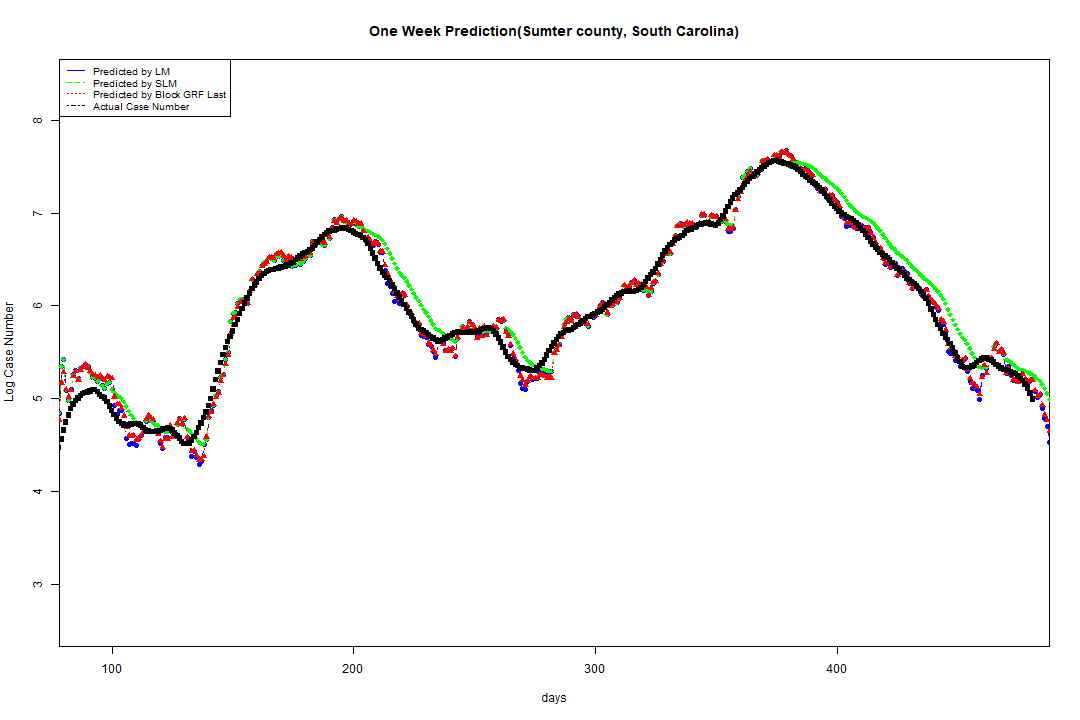 One Week Prediction(Sumter county, South Carolina)
Predicted by LM
Predicted by SLM
Predicted by Block GRF Last
Actual Case Number
Log Case Number
8
7
6
5
4
3
100 200 300 400
days